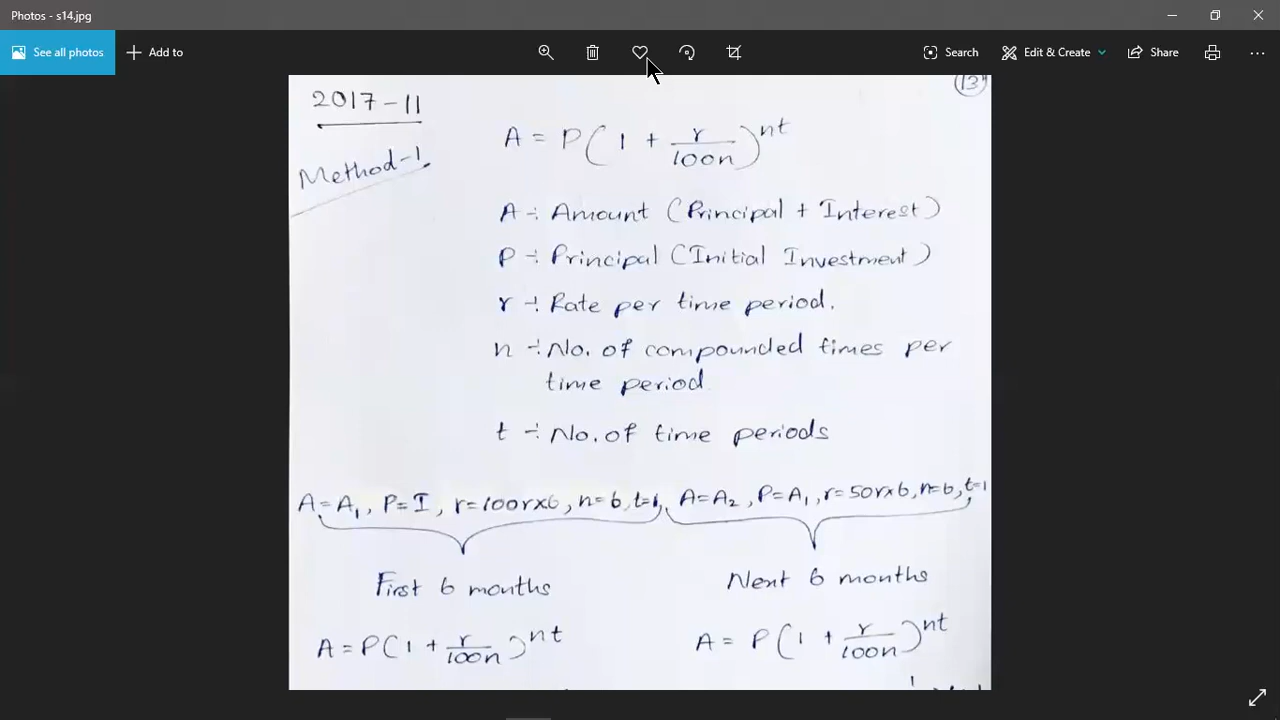 Photos - s14.jpg
See all photos
Add to
Search
Edit & Create
Share
2017-11
13
Method-1.
A = P(1 + r/100n)^nt
A :- Amount (Principal + Interest)
P :- Principal (Initial Investment)
r :- Rate per time period.
n :- No. of compounded times per
time period
t :- No. of time periods
A=A₁, P=I, r=100r×6, n=6, t=1, A=A₂, P=A₁, r=50r×6, n=6, t=1
First 6 months
Next 6 months
A = P(1 + r/100n)^nt
A = P(1 + r/100n)^nt